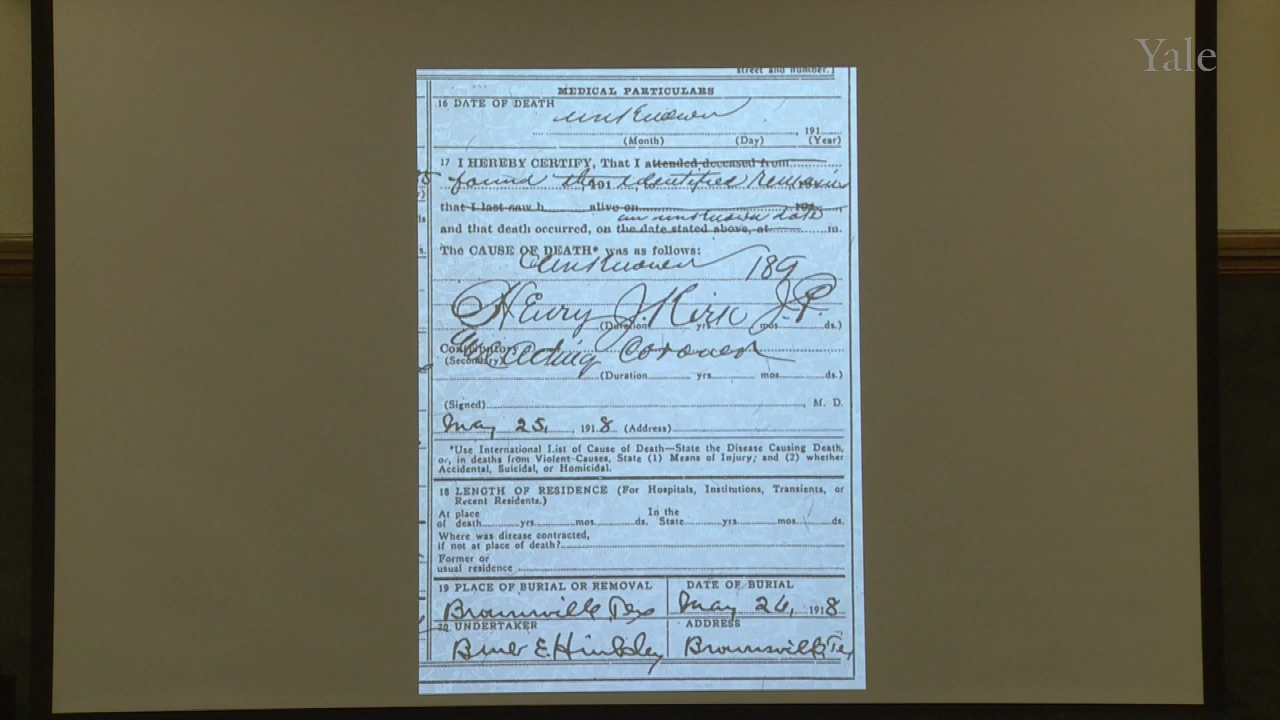 Yale
street and number.]
MEDICAL PARTICULARS
16 DATE OF DEATH
unknown
, 191
(Month) (Day) (Year)
17 I HEREBY CERTIFY, That I attended deceased from
found the 191 identified remains
that I last saw h alive on 191
an unknown date
and that death occurred, on the date stated above, at m.
The CAUSE OF DEATH* was as follows:
Unknown 189
Henry J. Kirk J.P.
(Duration yrs. mos. ds.)
Contributory Acting Coroner
(Secondary)
(Duration yrs. mos. ds.)
(Signed) , M. D.
May 25, 1918 (Address)
*Use International List of Cause of Death—State the Disease Causing Death,
or, in deaths from Violent Causes, State (1) Means of Injury; and (2) whether
Accidental, Suicidal, or Homicidal.
18 LENGTH OF RESIDENCE (For Hospitals, Institutions, Transients, or
Recent Residents.)
At place In the
of death yrs. mos. ds. State yrs. mos. ds.
Where was disease contracted,
if not at place of death?
Former or
usual residence
19 PLACE OF BURIAL OR REMOVAL DATE OF BURIAL
Brownsville Tex May 26, 1918
20 UNDERTAKER ADDRESS
E. Hinkley Brownsville Tex